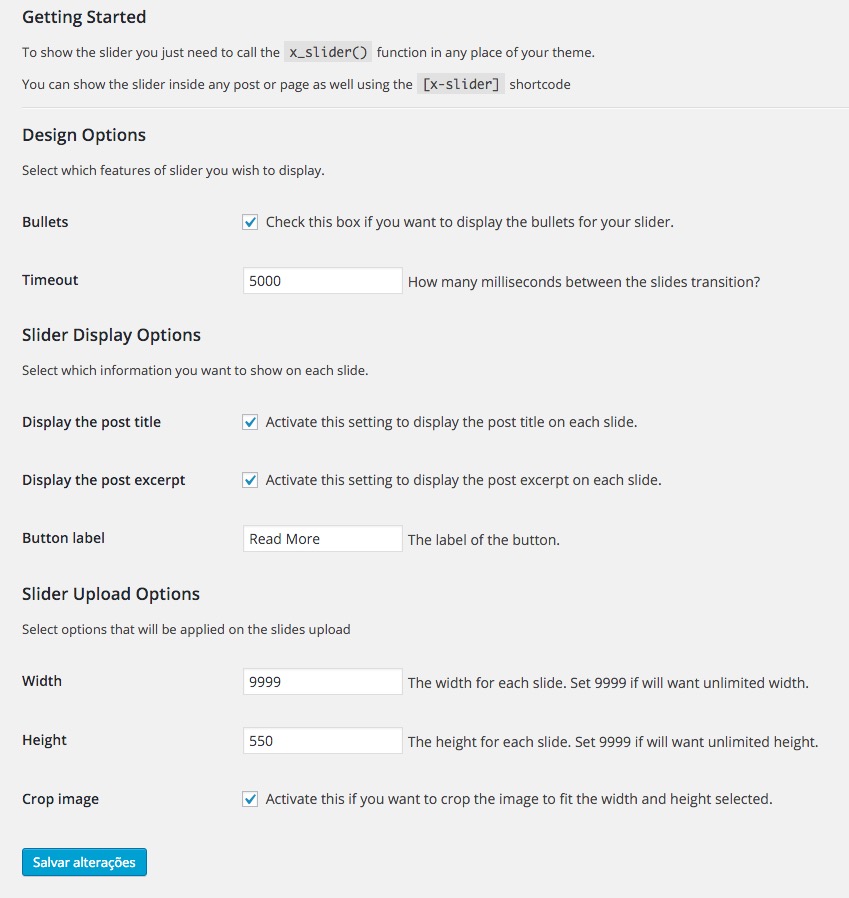 Getting Started
To show the slider you just need to call the x_slider() function in any place of your theme.
You can show the slider inside any post or page as well using the [x-slider] shortcode
Design Options
Select which features of slider you wish to display.
Bullets Check this box if you want to display the bullets for your slider.
Timeout 5000 How many milliseconds between the slides transition?
Slider Display Options
Select which information you want to show on each slide.
Display the post title Activate this setting to display the post title on each slide.
Display the post excerpt Activate this setting to display the post excerpt on each slide.
Button label Read More The label of the button.
Slider Upload Options
Select options that will be applied on the slides upload
Width 9999 The width for each slide. Set 9999 if will want unlimited width.
Height 550 The height for each slide. Set 9999 if will want unlimited height.
Crop image Activate this if you want to crop the image to fit the width and height selected.
Salvar alterações